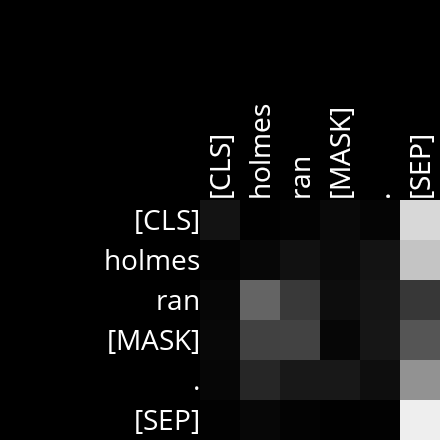 [CLS]
holmes
ran
[MASK]
.
[SEP]
[CLS]
holmes
ran
[MASK]
.
[SEP]